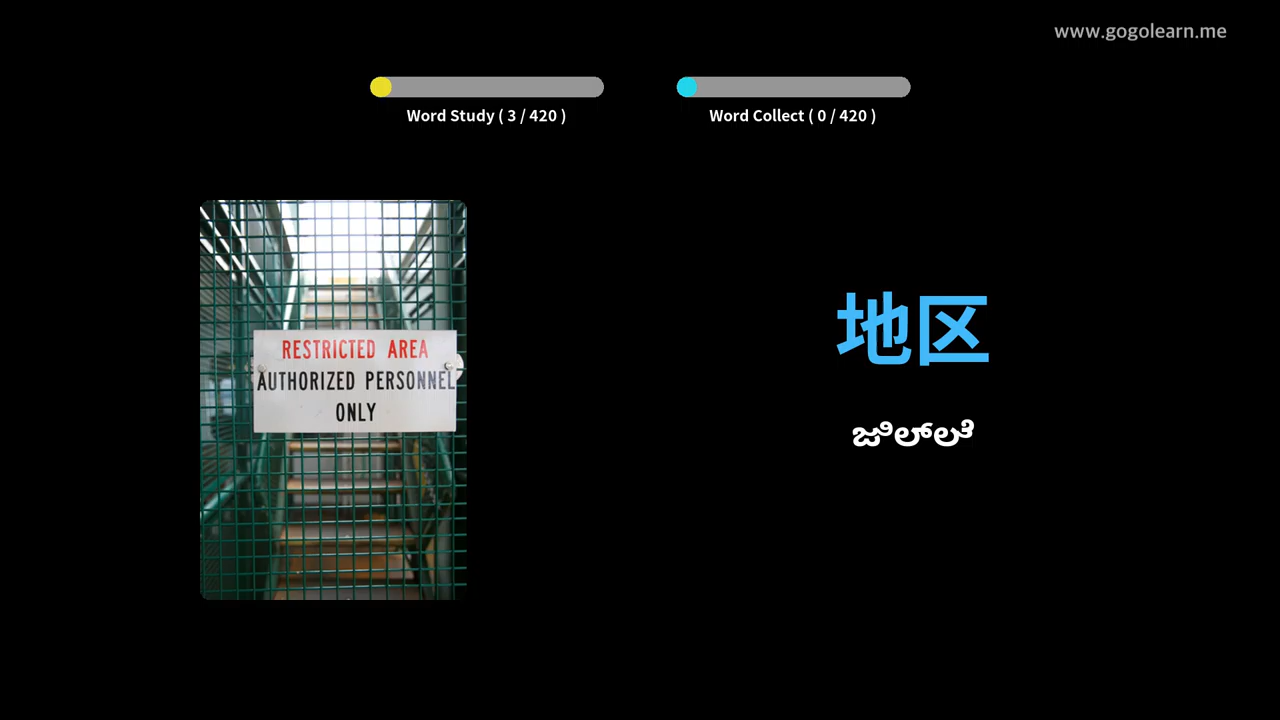 www.gogolearn.me
Word Study ( 3 / 420 )
Word Collect ( 0 / 420 )
RESTRICTED AREA
AUTHORIZED PERSONNEL
ONLY
地区
ಜಿಲ್ಲೆ